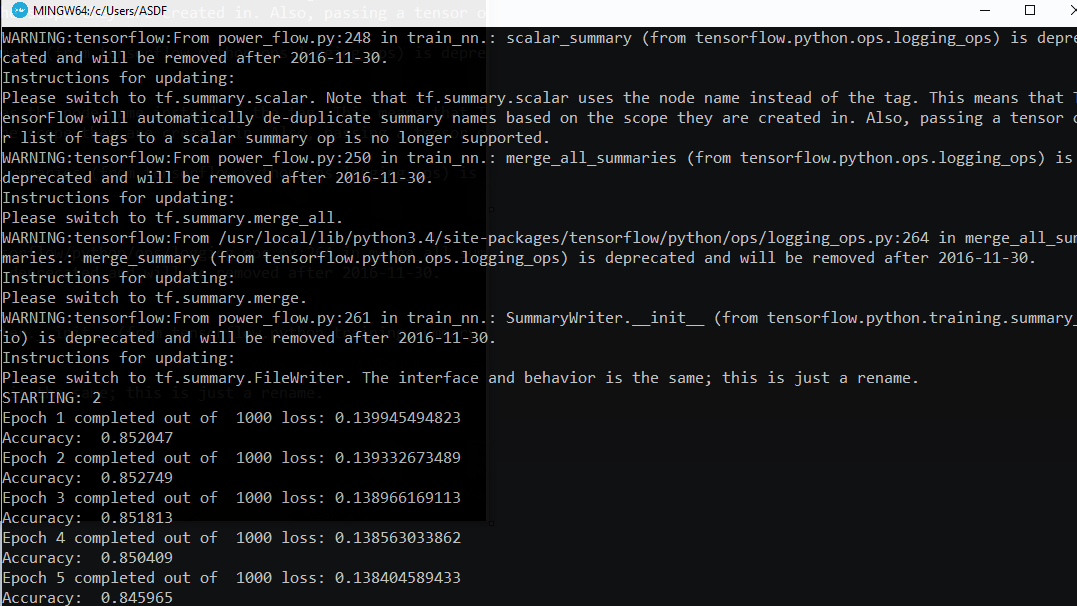 MINGW64:/c/Users/ASDF
WARNING:tensorflow:From power_flow.py:248 in train_nn.: scalar_summary (from tensorflow.python.ops.logging_ops) is depre
cated and will be removed after 2016-11-30.
Instructions for updating:
Please switch to tf.summary.scalar. Note that tf.summary.scalar uses the node name instead of the tag. This means that T
ensorFlow will automatically de-duplicate summary names based on the scope they are created in. Also, passing a tensor o
r list of tags to a scalar summary op is no longer supported.
WARNING:tensorflow:From power_flow.py:250 in train_nn.: merge_all_summaries (from tensorflow.python.ops.logging_ops) is
deprecated and will be removed after 2016-11-30.
Instructions for updating:
Please switch to tf.summary.merge_all.
WARNING:tensorflow:From /usr/local/lib/python3.4/site-packages/tensorflow/python/ops/logging_ops.py:264 in merge_all_sum
maries.: merge_summary (from tensorflow.python.ops.logging_ops) is deprecated and will be removed after 2016-11-30.
Instructions for updating:
Please switch to tf.summary.merge.
WARNING:tensorflow:From power_flow.py:261 in train_nn.: SummaryWriter.__init__ (from tensorflow.python.training.summary_
io) is deprecated and will be removed after 2016-11-30.
Instructions for updating:
Please switch to tf.summary.FileWriter. The interface and behavior is the same; this is just a rename.
STARTING: 2
Epoch 1 completed out of  1000 loss: 0.139945494823
Accuracy:  0.852047
Epoch 2 completed out of  1000 loss: 0.139332673489
Accuracy:  0.852749
Epoch 3 completed out of  1000 loss: 0.138966169113
Accuracy:  0.851813
Epoch 4 completed out of  1000 loss: 0.138563033862
Accuracy:  0.850409
Epoch 5 completed out of  1000 loss: 0.138404589433
Accuracy:  0.845965